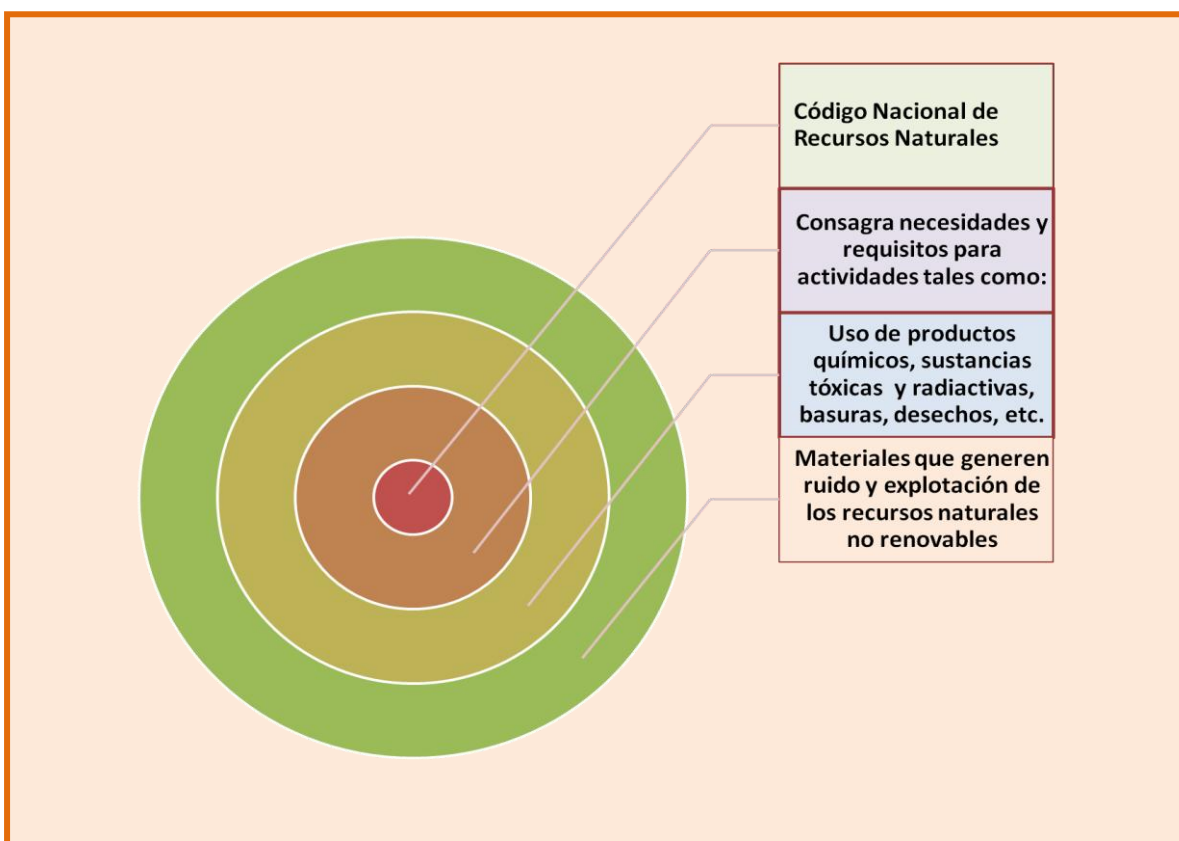 Código Nacional de
Recursos Naturales
Consagra necesidades y
requisitos para
actividades tales como:
Uso de productos
químicos, sustancias
tóxicas y radiactivas,
basuras, desechos, etc.
Materiales que generen
ruido y explotación de
los recursos naturales
no renovables